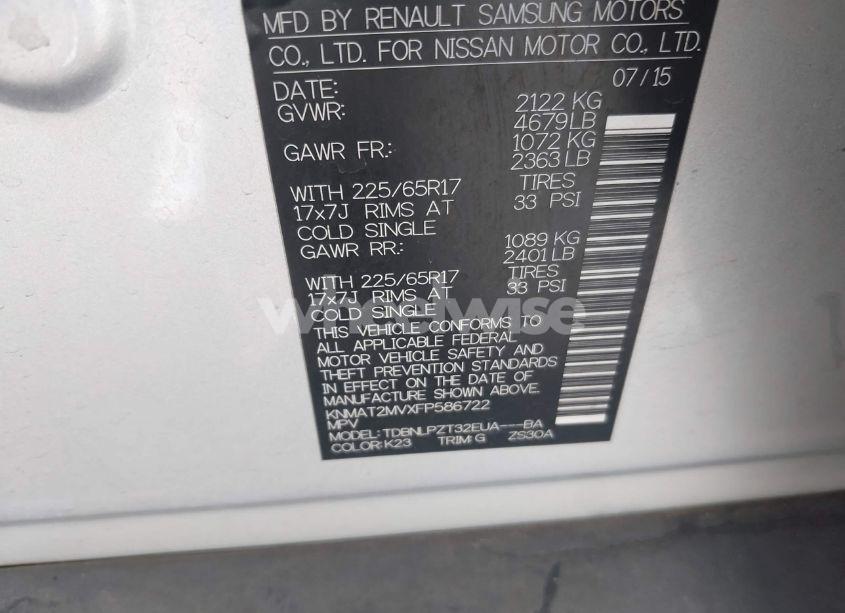 MFD BY RENAULT SAMSUNG MOTORS
CO., LTD. FOR NISSAN MOTOR CO., LTD.
DATE: 07/15
GVWR: 2122 KG
4679LB
GAWR FR: 1072 KG
2363 LB
WITH 225/65R17 TIRES
17x7J RIMS AT 33 PSI
COLD SINGLE
GAWR RR: 1089 KG
2401 LB
WITH 225/65R17 TIRES
17x7J RIMS AT 33 PSI
COLD SINGLE
THIS VEHICLE CONFORMS TO
ALL APPLICABLE FEDERAL
MOTOR VEHICLE SAFETY AND
THEFT PREVENTION STANDARDS
IN EFFECT ON THE DATE OF
MANUFACTURE SHOWN ABOVE.
KNMAT2MVXFP586722
MPV
MODEL: TDBNLPZT32EUA---BA
COLOR:K23 TRIM:G ZS30A